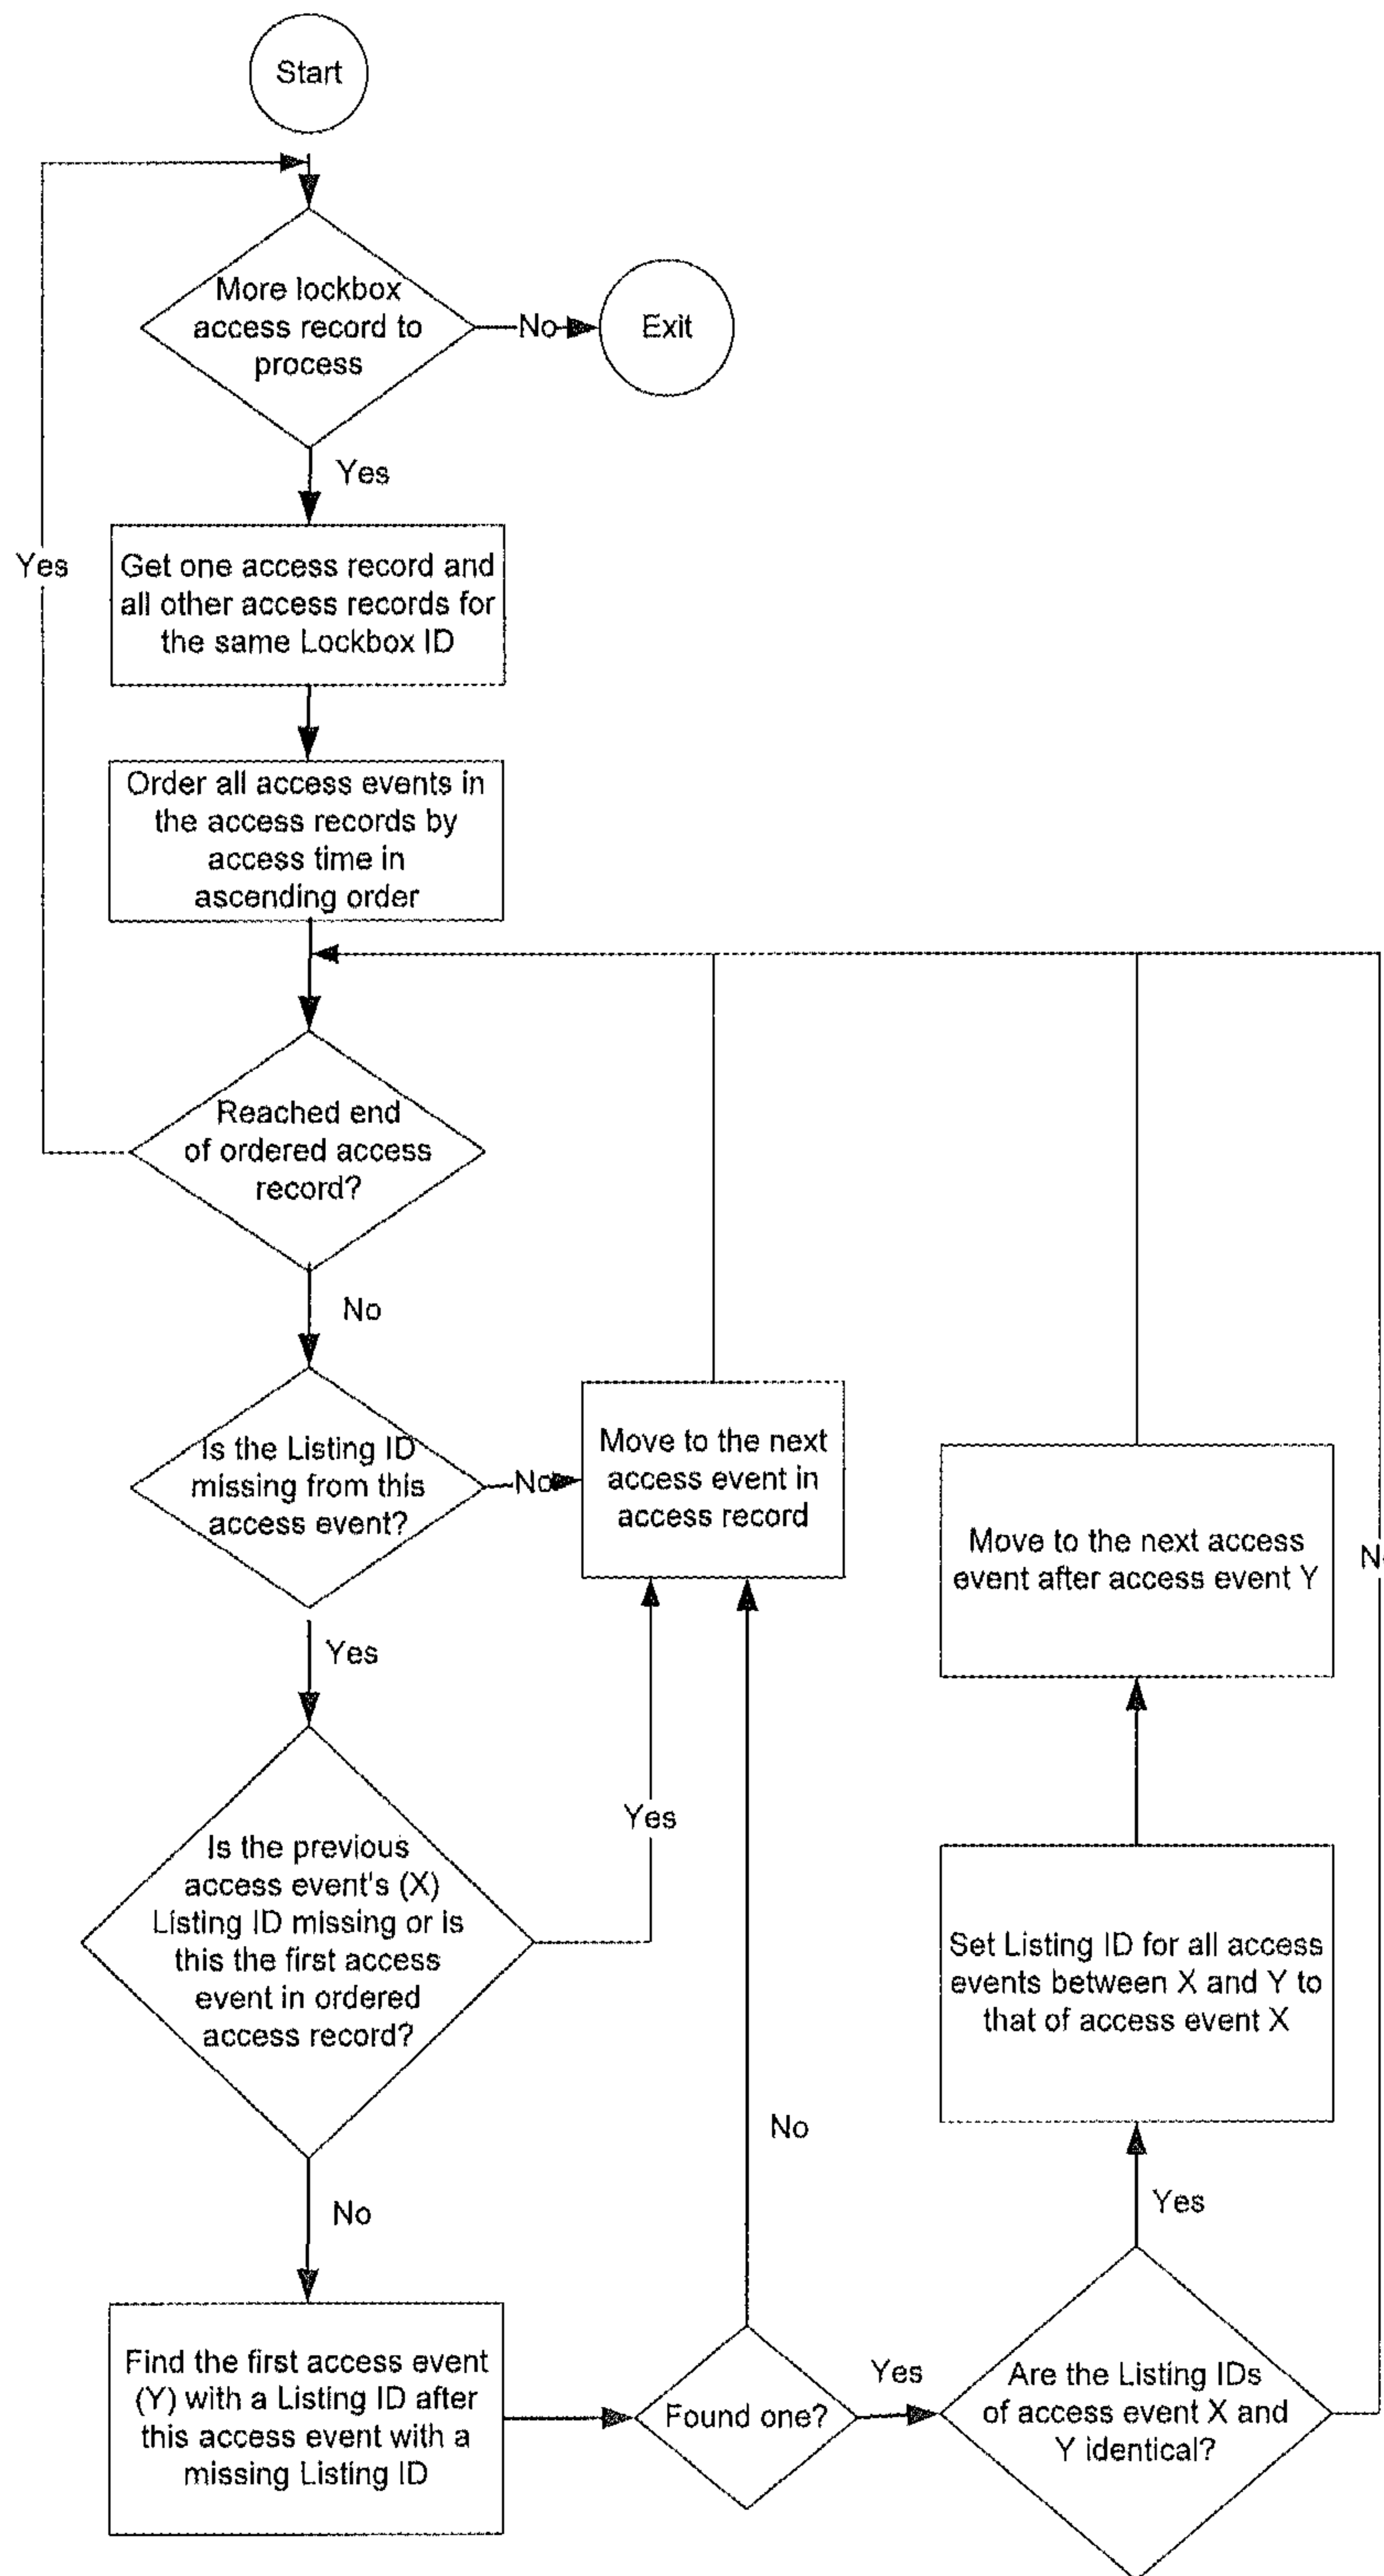 Start
More lockbox
access record to
process
No
Exit
Yes
Yes
Get one access record and
all other access records for
the same Lockbox ID
Order all access events in
the access records by
access time in
ascending order
Reached end
of ordered access
record?
No
Is the Listing ID
missing from this
access event?
No
Move to the next
access event in
access record
Move to the next access
event after access event Y
Yes
Yes
Is the previous
access event's (X)
Listing ID missing or is
this the first access
event in ordered
access record?
Set Listing ID for all access
events between X and Y to
that of access event X
No
No
Yes
Find the first access event
(Y) with a Listing ID after
this access event with a
missing Listing ID
Found one?
Yes
Are the Listing IDs
of access event X and
Y identical?